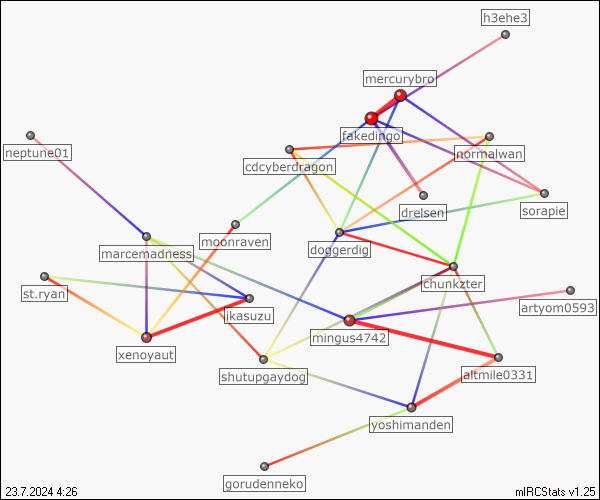 h3ehe3
mercurybro
fakedingo
neptune01
normalwan
cdcyberdragon
drelsen
sorapie
moonraven
doggerdig
marcemadness
chunkzter
st.ryan
artyom0593
ikasuzu
mingus4742
xenoyaut
shutupgaydog
altmile0331
yoshimanden
gorudenneko
23.7.2024 4:26
mIRCStats v1.25